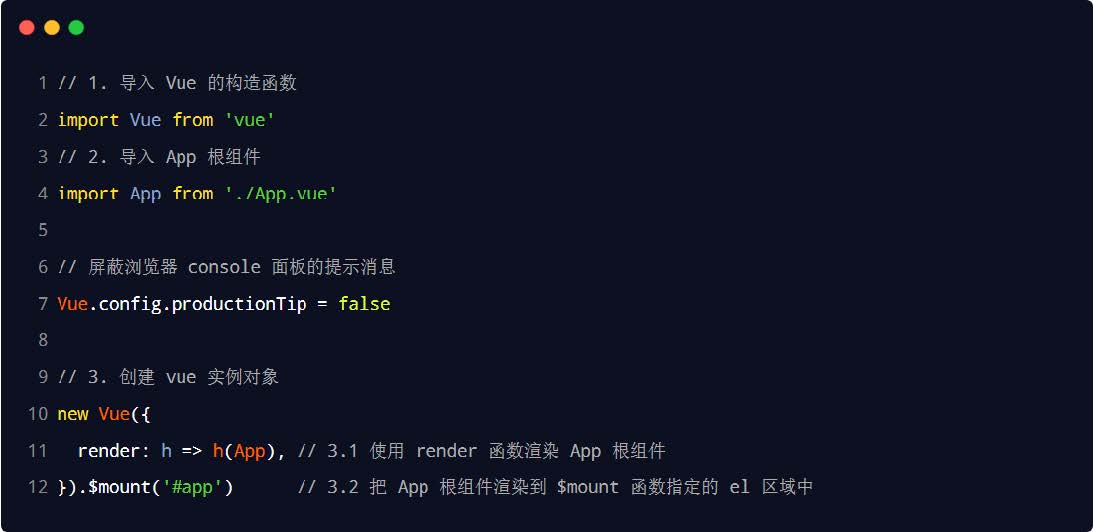 1 // 1. 导入 Vue 的构造函数
2 import Vue from 'vue'
3 // 2. 导入 App 根组件
4 import App from './App.vue'
5
6 // 屏蔽浏览器 console 面板的提示消息
7 Vue.config.productionTip = false
8
9 // 3. 创建 vue 实例对象
10 new Vue({
11   render: h => h(App), // 3.1 使用 render 函数渲染 App 根组件
12 }).$mount('#app')      // 3.2 把 App 根组件渲染到 $mount 函数指定的 el 区域中